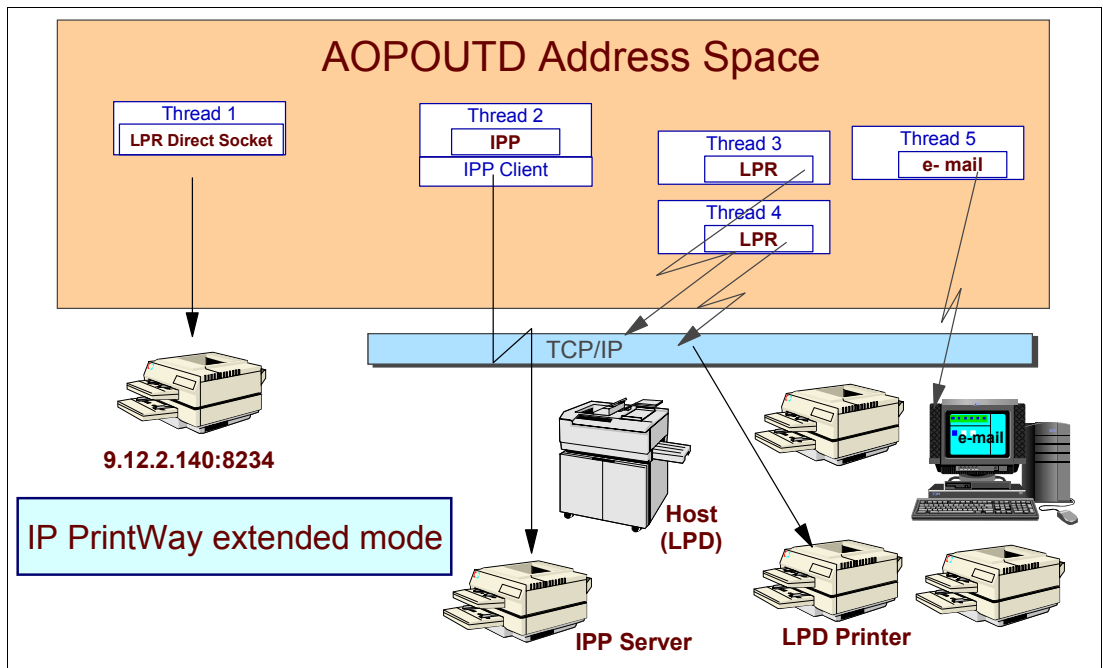 AOPOUTD Address Space
Thread 1
LPR Direct Socket
Thread 2
IPP
IPP Client
Thread 3
LPR
Thread 4
LPR
Thread 5
e- mail
TCP/IP
9.12.2.140:8234
e-mail
Host
(LPD)
IP PrintWay extended mode
IPP Server
LPD Printer